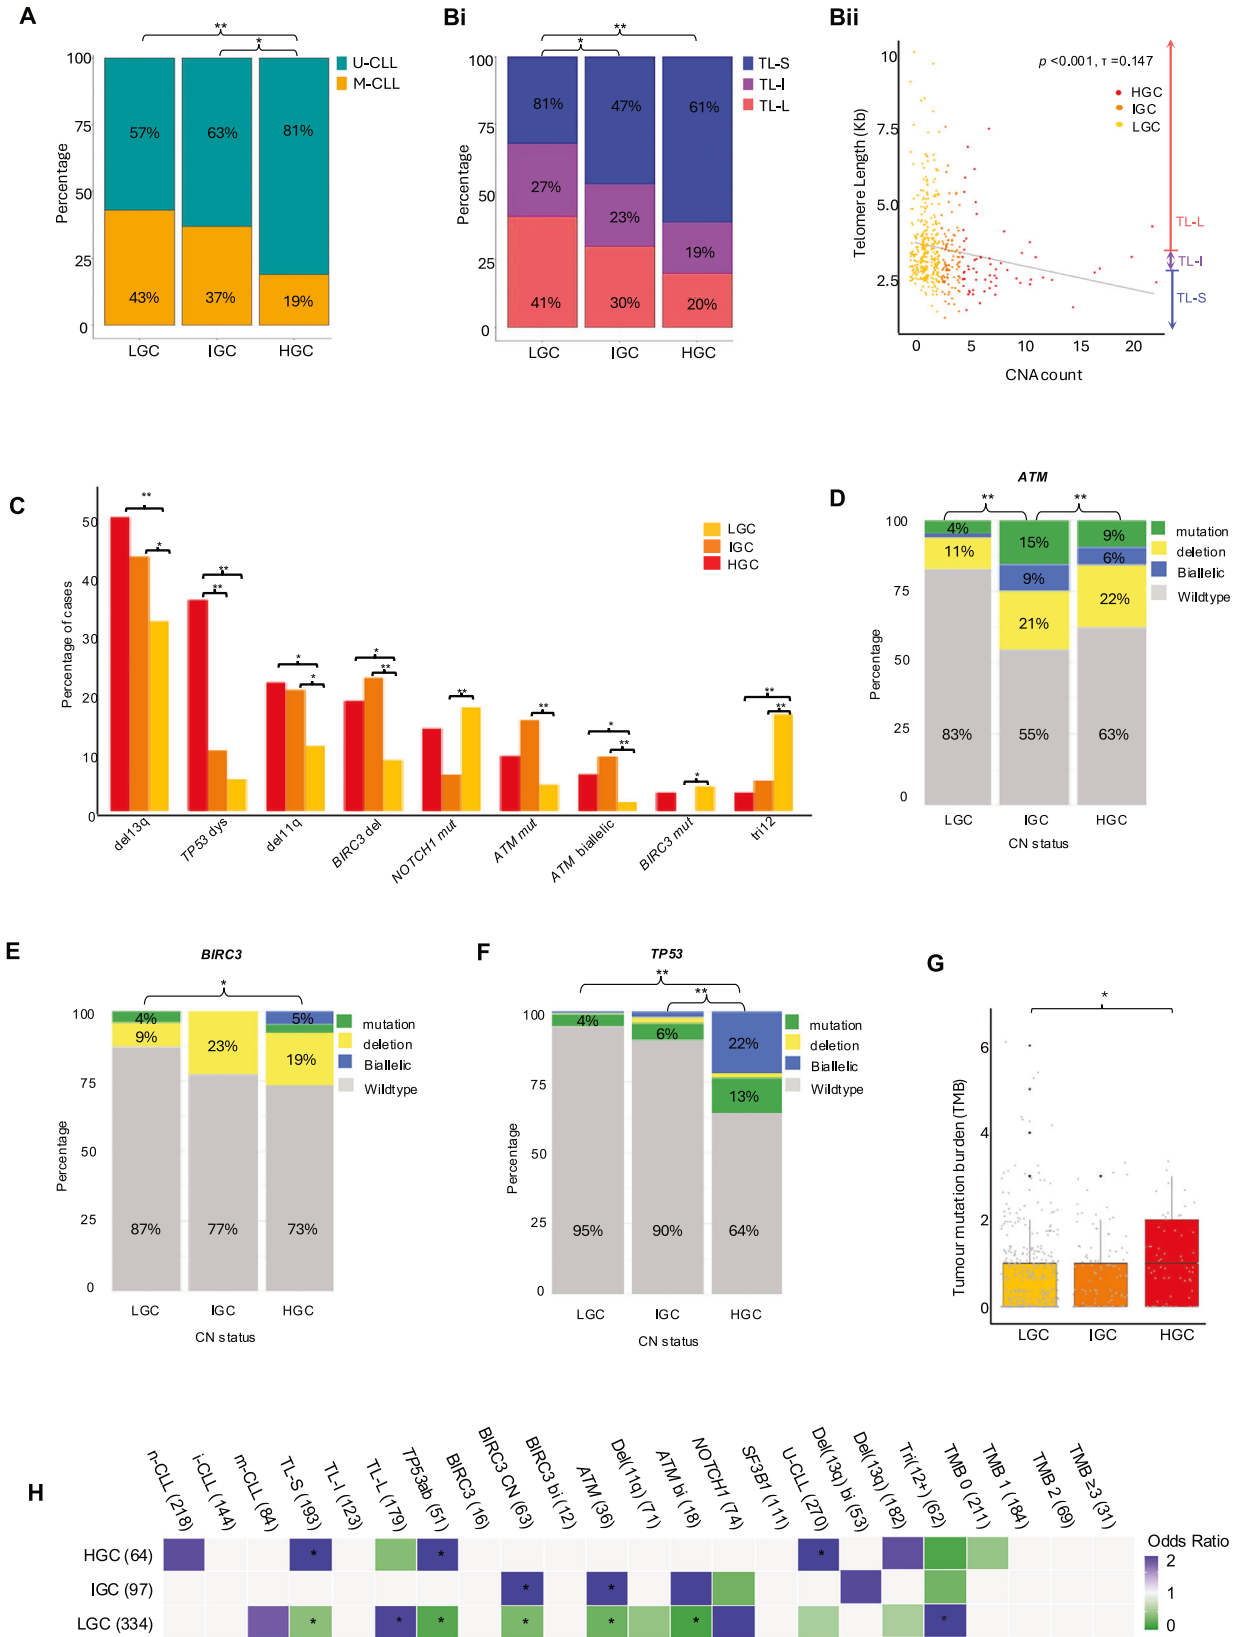 A
**
*
U-CLL
M-CLL
100
75
50
25
0
Percentage
57%
63%
81%
43%
37%
19%
LGC
IGC
HGC
Bi
**
*
TL-S
TL-I
TL-L
100
75
50
25
0
Percentage
81%
47%
61%
27%
23%
19%
41%
30%
20%
LGC
IGC
HGC
Bii
p <0.001, τ =0.147
HGC
IGC
LGC
10
7.5
5.0
2.5
Telomere Length (Kb)
0
5
10
15
20
CNA count
TL-L
TL-I
TL-S
C
50
40
30
20
10
0
Percentage of cases
LGC
IGC
HGC
**
*
**
**
*
*
*
**
**
**
*
**
*
**
**
del13q
TP53 dys
del11q
BIRC3 del
NOTCH1 mut
ATM mut
ATM biallelic
BIRC3 mut
tri12
D
ATM
**
**
100
75
50
25
0
Percentage
4%
11%
83%
15%
9%
21%
55%
9%
6%
22%
63%
mutation
deletion
Biallelic
Wildtype
LGC
IGC
HGC
CN status
E
BIRC3
*
100
75
50
25
0
Percentage
4%
9%
87%
23%
77%
5%
19%
73%
mutation
deletion
Biallelic
Wildtype
LGC
IGC
HGC
CN status
F
TP53
**
**
100
75
50
25
0
Percentage
4%
95%
6%
90%
22%
13%
64%
mutation
deletion
Biallelic
Wildtype
LGC
IGC
HGC
CN status
G
*
6
4
2
0
Tumour mutation burden (TMB)
LGC
IGC
HGC
H
n-CLL (218)
i-CLL (144)
m-CLL (84)
TL-S (193)
TL-I (123)
TL-L (179)
TP53ab (51)
BIRC3 (16)
BIRC3 CN (63)
BIRC3 bi (12)
ATM (36)
Del(11q) (71)
ATM bi (18)
NOTCH1 (74)
SF3B1 (111)
U-CLL (270)
Del(13q) bi (53)
Del(13q) (182)
Tri(12+) (62)
TMB 0 (211)
TMB 1 (184)
TMB 2 (69)
TMB ≥3 (31)
HGC (64) * * *
IGC (97) * *
LGC (334) * * * * * * *
Odds Ratio
2
1
0